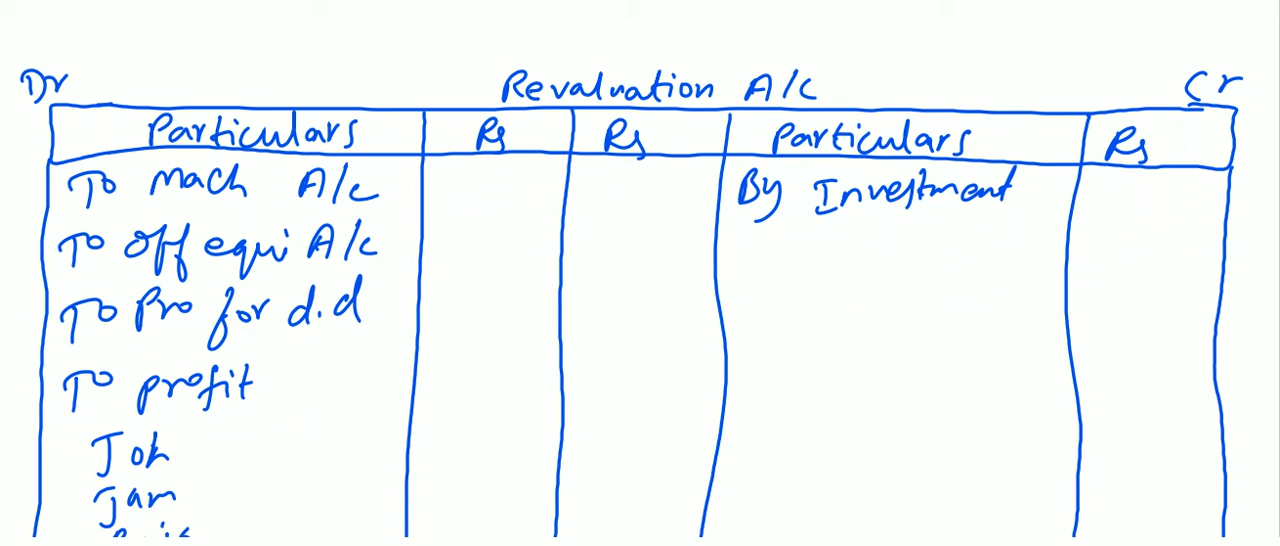 Dr Revaluation A/c Cr
Particulars Rs Rs Particulars Rs
To Mach A/c By Investment
To Off equi A/c
To Pro for d.d
To profit
Joh
Jam